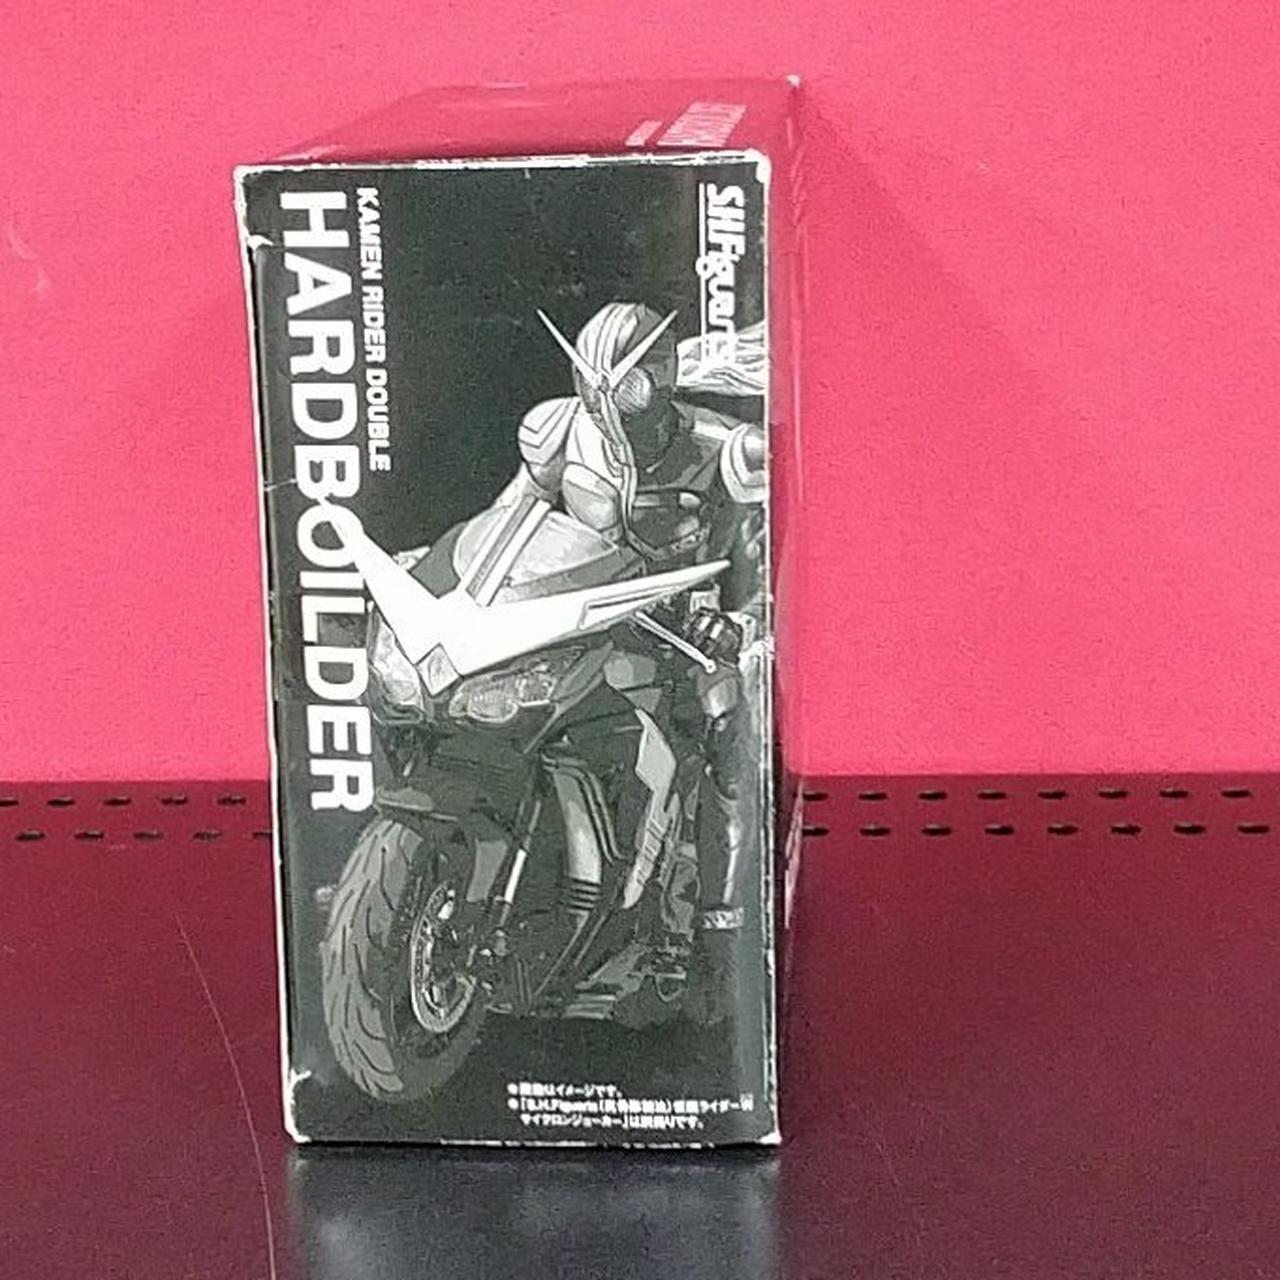 S.H.Figuarts
KAMEN RIDER DOUBLE
HARDBOILDER
●画像はイメージです。
●「S.H.Figuarts(真骨彫製法)仮面ライダーW
サイクロンジョーカー」は別売りです。